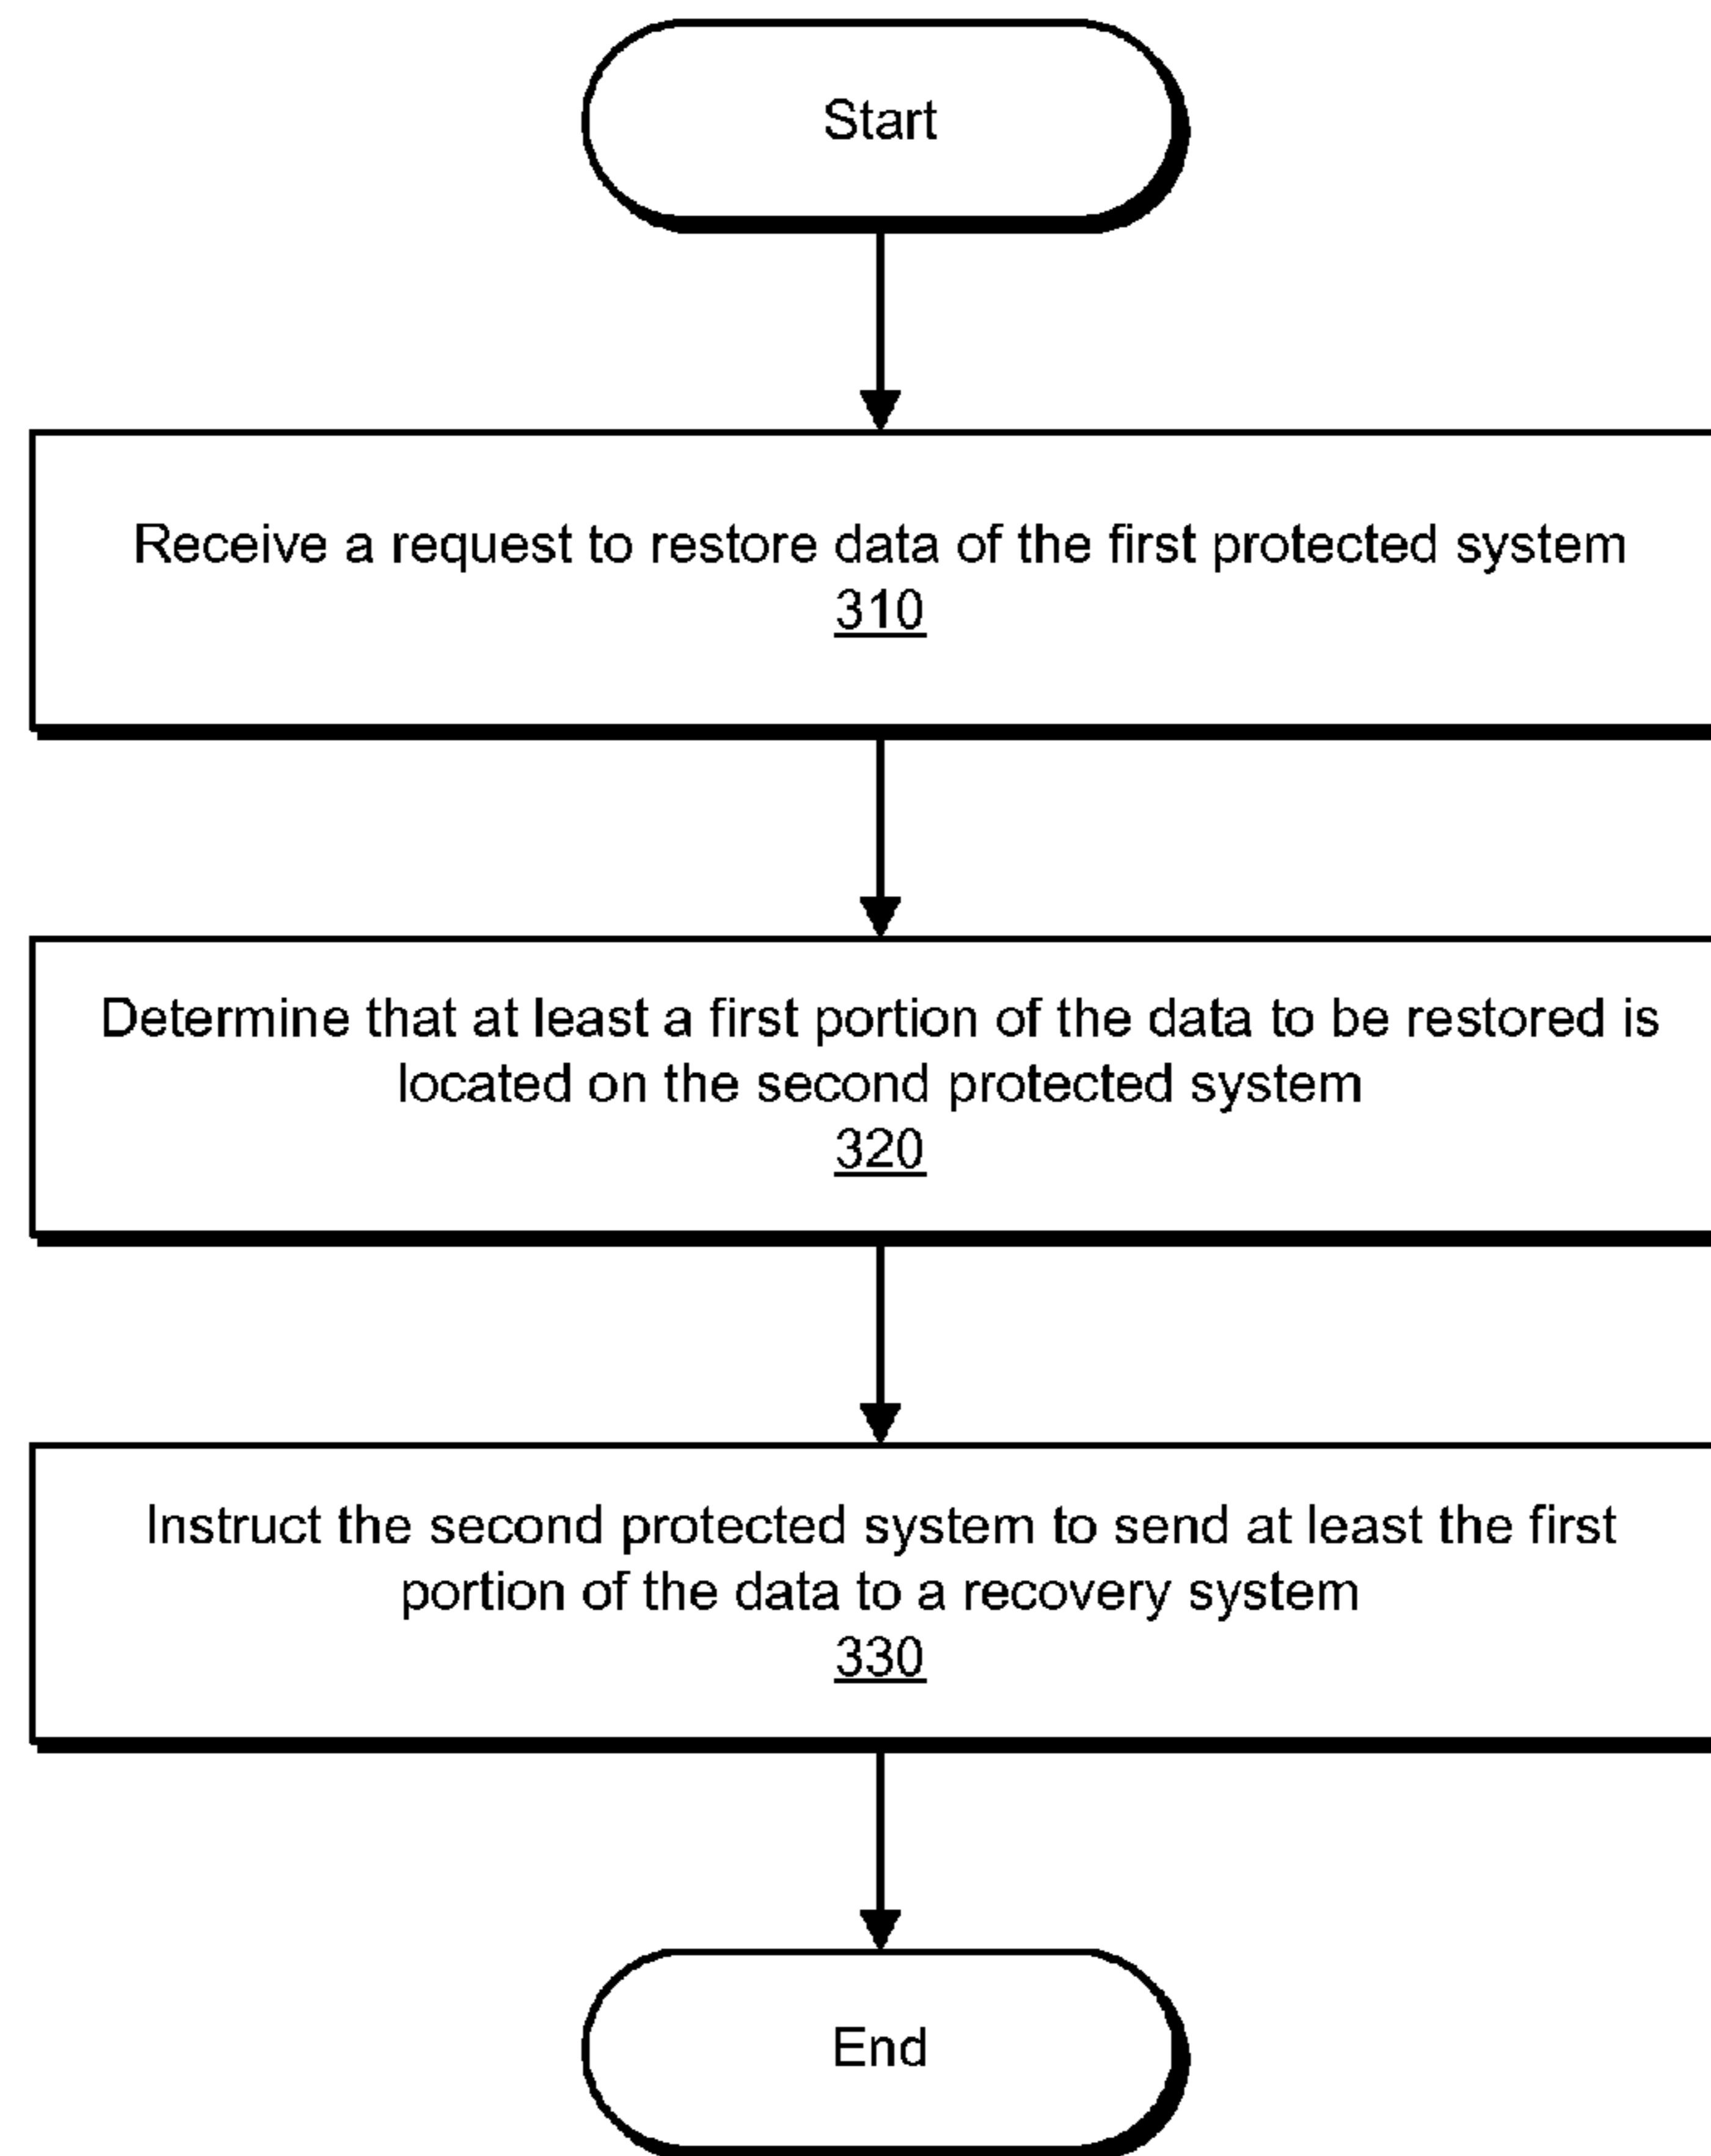 Start
Receive a request to restore data of the first protected system
310
Determine that at least a first portion of the data to be restored is
located on the second protected system
320
Instruct the second protected system to send at least the first
portion of the data to a recovery system
330
End